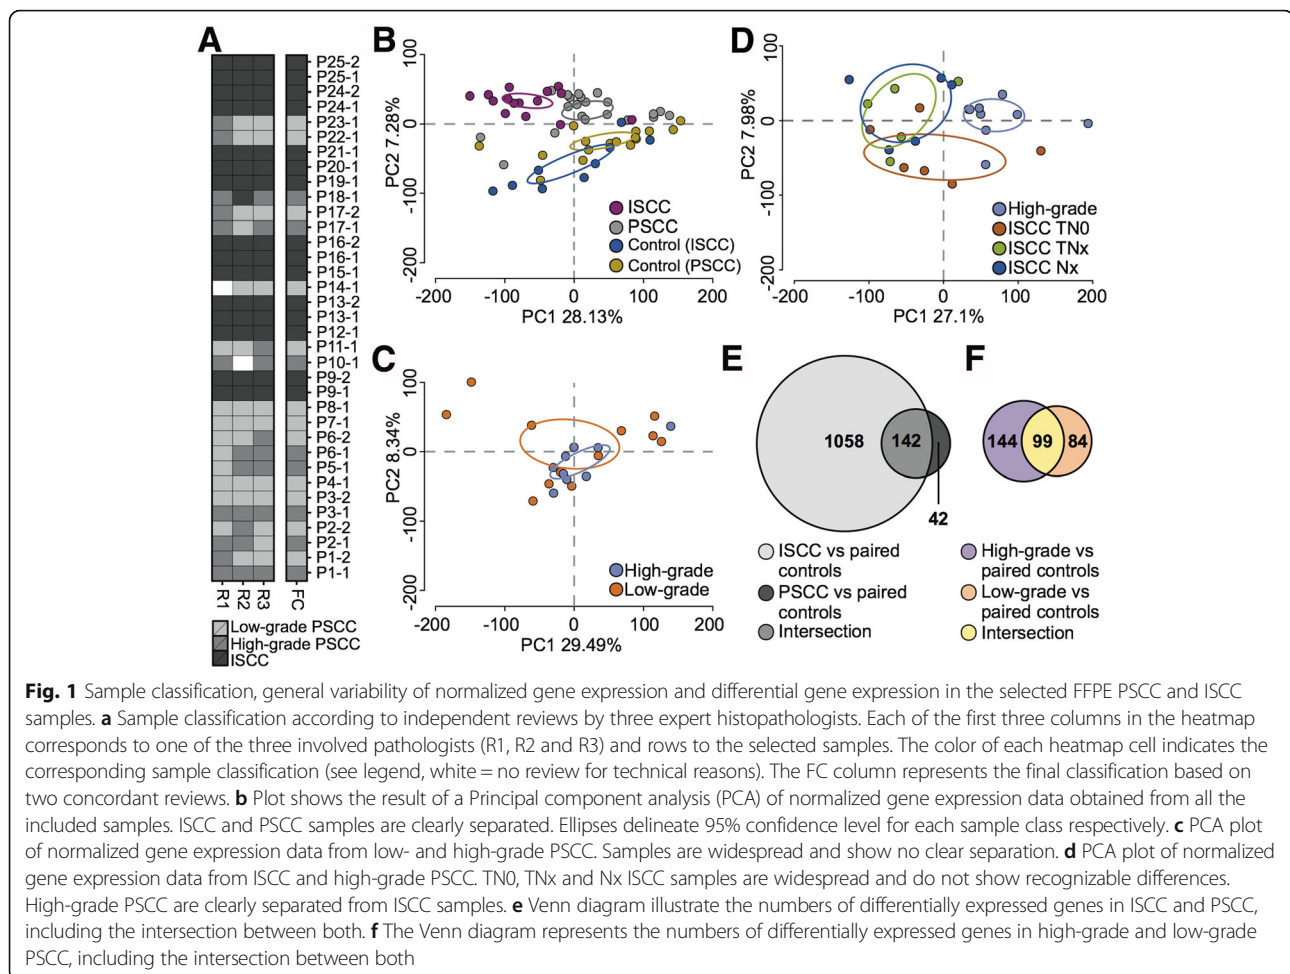 A
P25-2
P25-1
P24-2
P24-1
P23-1
P22-1
P21-1
P20-1
P19-1
P18-1
P17-2
P17-1
P16-2
P16-1
P15-1
P14-1
P13-2
P13-1
P12-1
P11-1
P10-1
P9-2
P9-1
P8-1
P7-1
P6-2
P6-1
P5-1
P4-1
P3-2
P3-1
P2-2
P2-1
P1-2
P1-1
R1 R2 R3 FC
Low-grade PSCC
High-grade PSCC
ISCC
B
PC2 7.28%
100
0
-100
-200
ISCC
PSCC
Control (ISCC)
Control (PSCC)
-200 -100 0 100 200
PC1 28.13%
C
PC2 8.34%
100
0
-100
-200
High-grade
Low-grade
-200 -100 0 100 200
PC1 29.49%
D
PC2 7.98%
100
0
-100
-200
High-grade
ISCC TN0
ISCC TNx
ISCC Nx
-200 -100 0 100 200
PC1 27.1%
E
1058 142
42
ISCC vs paired
controls
PSCC vs paired
controls
Intersection
F
144 99 84
High-grade vs
paired controls
Low-grade vs
paired controls
Intersection
Fig. 1 Sample classification, general variability of normalized gene expression and differential gene expression in the selected FFPE PSCC and ISCC
samples. a Sample classification according to independent reviews by three expert histopathologists. Each of the first three columns in the heatmap
corresponds to one of the three involved pathologists (R1, R2 and R3) and rows to the selected samples. The color of each heatmap cell indicates the
corresponding sample classification (see legend, white = no review for technical reasons). The FC column represents the final classification based on
two concordant reviews. b Plot shows the result of a Principal component analysis (PCA) of normalized gene expression data obtained from all the
included samples. ISCC and PSCC samples are clearly separated. Ellipses delineate 95% confidence level for each sample class respectively. c PCA plot
of normalized gene expression data from low- and high-grade PSCC. Samples are widespread and show no clear separation. d PCA plot of normalized
gene expression data from ISCC and high-grade PSCC. TN0, TNx and Nx ISCC samples are widespread and do not show recognizable differences.
High-grade PSCC are clearly separated from ISCC samples. e Venn diagram illustrate the numbers of differentially expressed genes in ISCC and PSCC,
including the intersection between both. f The Venn diagram represents the numbers of differentially expressed genes in high-grade and low-grade
PSCC, including the intersection between both